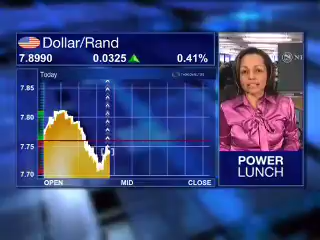 Dollar/Rand
7.8990 0.0325 0.41%
Today
7.85
7.80
7.75
7.70
OPEN MID CLOSE
POWER
LUNCH